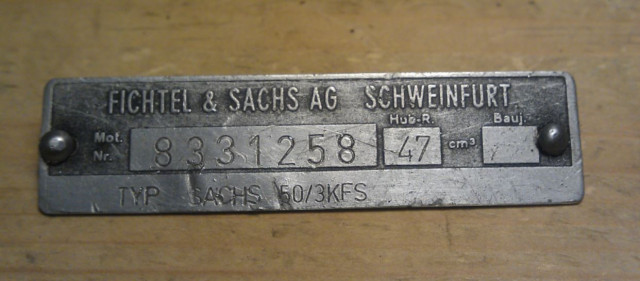 FICHTEL & SACHS AG SCHWEINFURT
Mot. Nr. 8331258 Hub-R. 47 cm³ Bauj.
TYP SACHS 50/3KFS